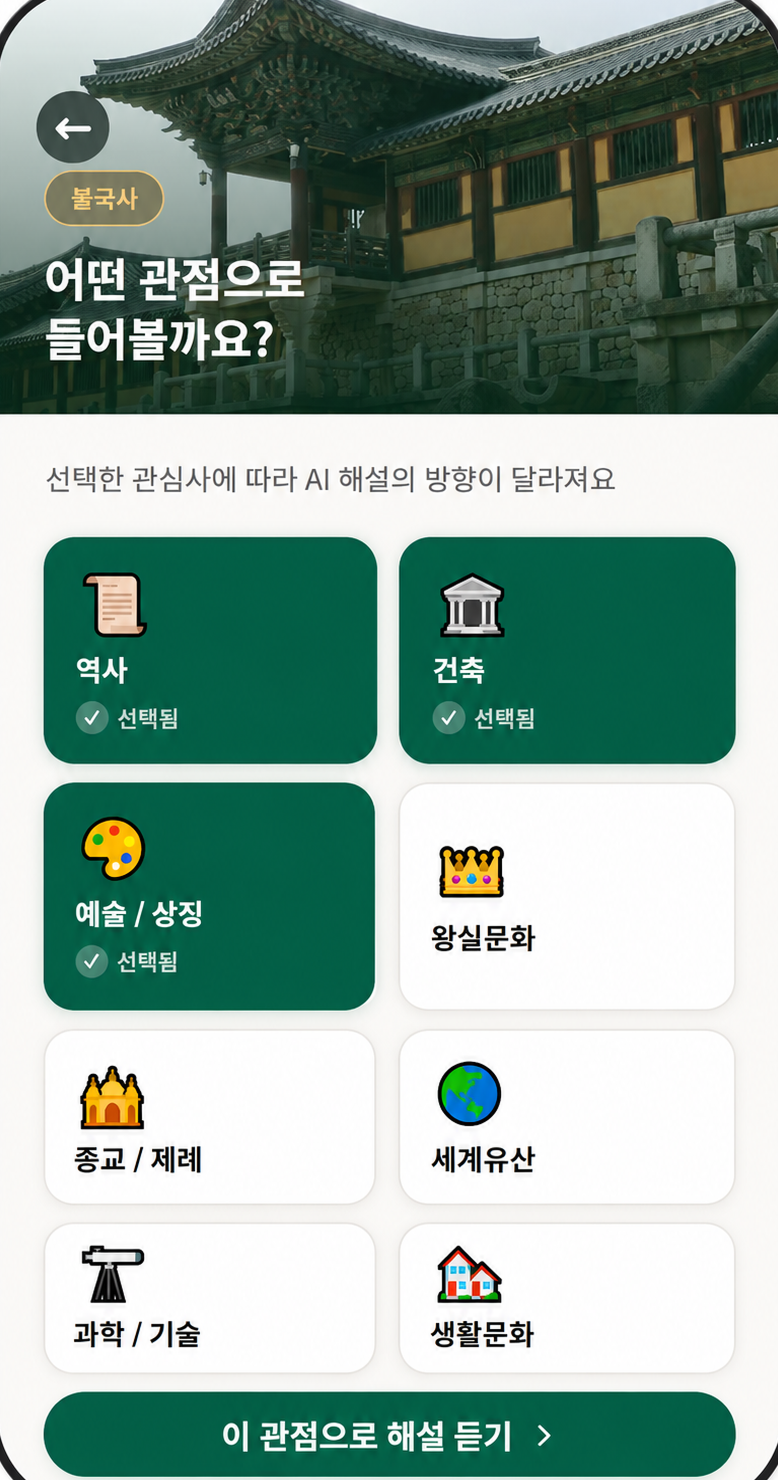 불국사
어떤 관점으로
들어볼까요?
선택한 관심사에 따라 AI 해설의 방향이 달라져요
역사
선택됨
건축
선택됨
예술 / 상징
선택됨
왕실문화
종교 / 제례
세계유산
과학 / 기술
생활문화
이 관점으로 해설 듣기